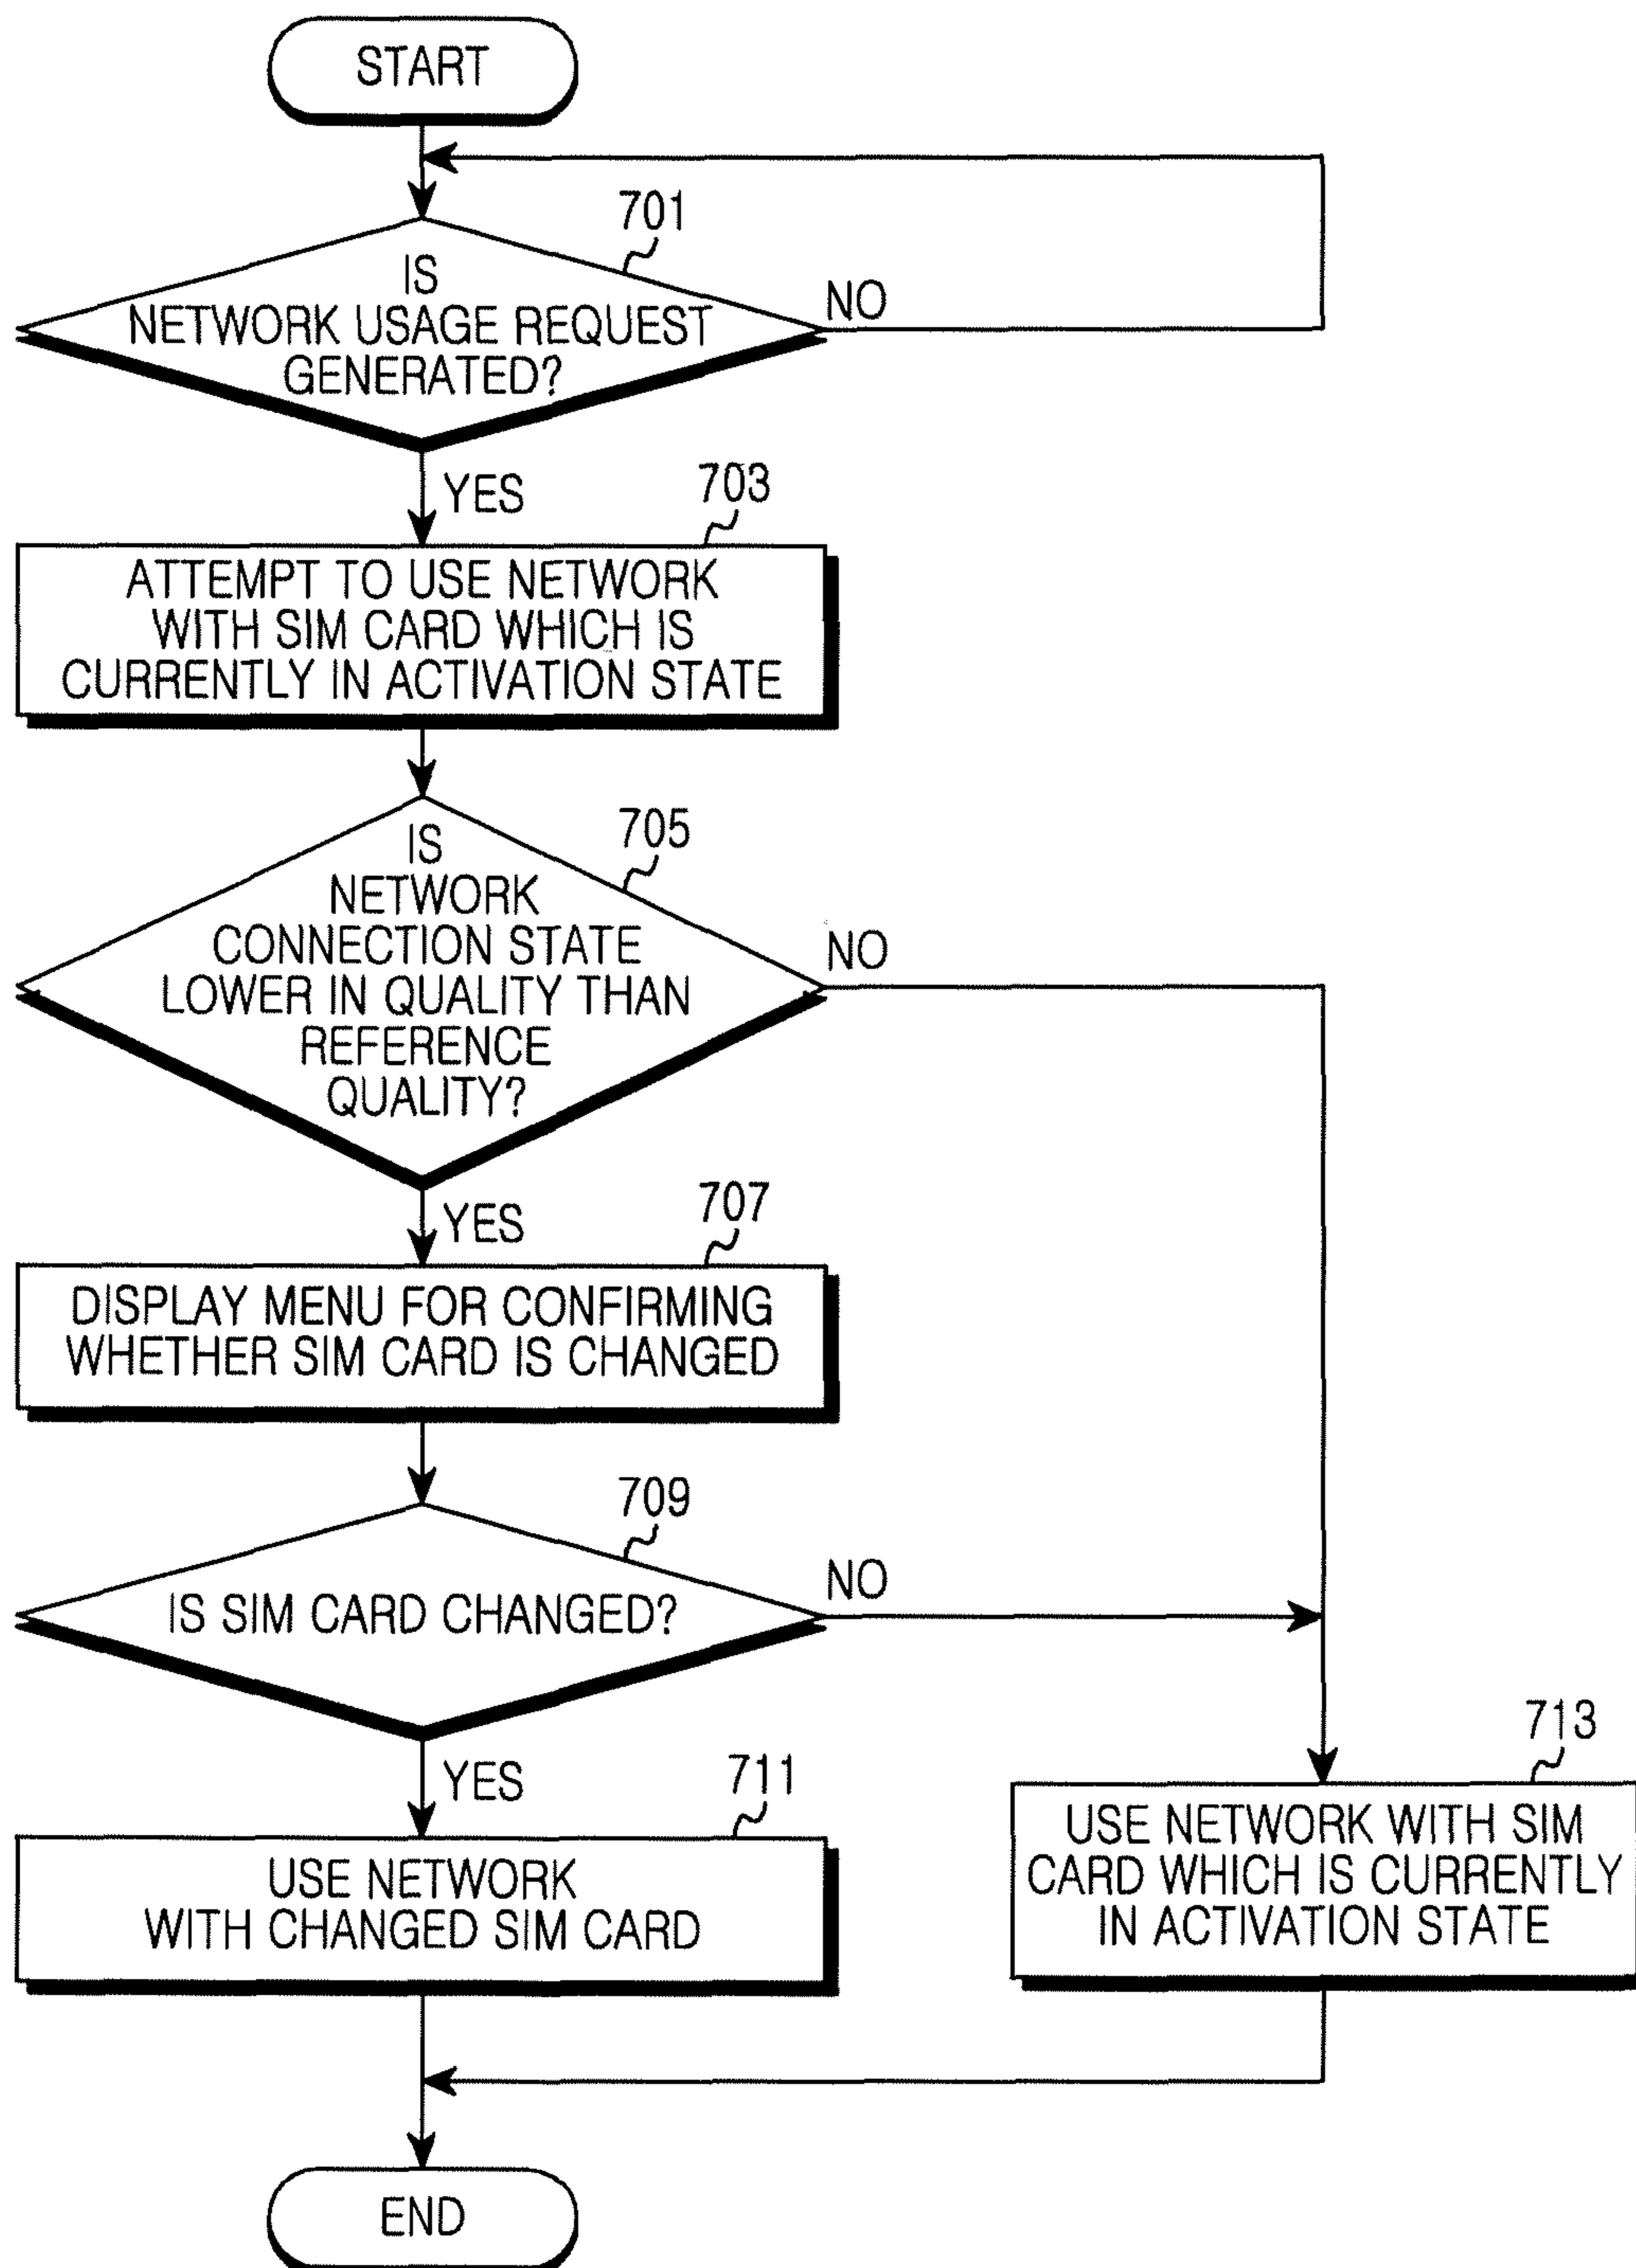 START
701
IS
NETWORK USAGE REQUEST
GENERATED?
NO
YES
703
ATTEMPT TO USE NETWORK
WITH SIM CARD WHICH IS
CURRENTLY IN ACTIVATION STATE
705
IS
NETWORK
CONNECTION STATE
LOWER IN QUALITY THAN
REFERENCE
QUALITY?
NO
YES
707
DISPLAY MENU FOR CONFIRMING
WHETHER SIM CARD IS CHANGED
709
IS SIM CARD CHANGED?
NO
YES
711
USE NETWORK
WITH CHANGED SIM CARD
713
USE NETWORK WITH SIM
CARD WHICH IS CURRENTLY
IN ACTIVATION STATE
END